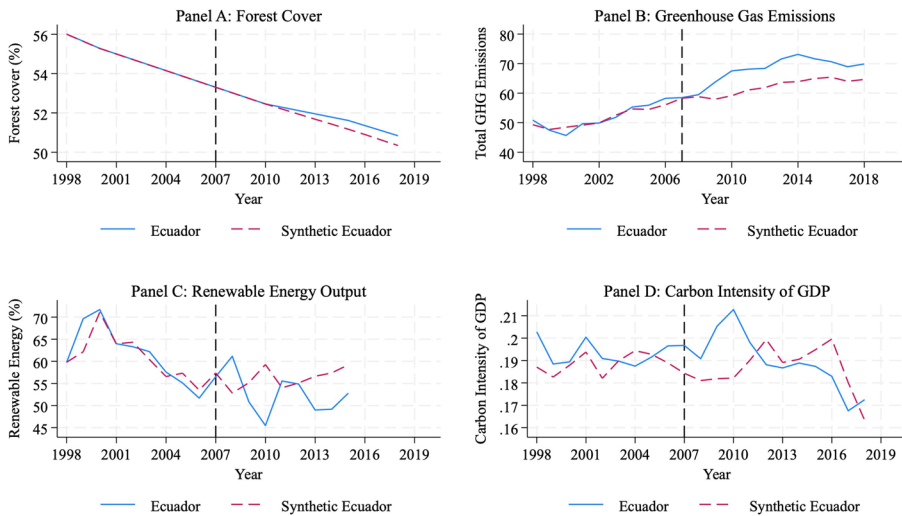 Panel A: Forest Cover
Forest cover (%)
56
54
52
50
1998 2001 2004 2007 2010 2013 2016 2019
Year
Ecuador Synthetic Ecuador
Panel B: Greenhouse Gas Emissions
Total GHG Emissions
80
70
60
50
40
1998 2002 2006 2010 2014 2018
Year
Ecuador Synthetic Ecuador
Panel C: Renewable Energy Output
Renewable Energy (%)
70
65
60
55
50
45
1998 2001 2004 2007 2010 2013 2016 2019
Year
Ecuador Synthetic Ecuador
Panel D: Carbon Intensity of GDP
Carbon Intensity of GDP
.21
.2
.19
.18
.17
.16
1998 2001 2004 2007 2010 2013 2016 2019
Year
Ecuador Synthetic Ecuador